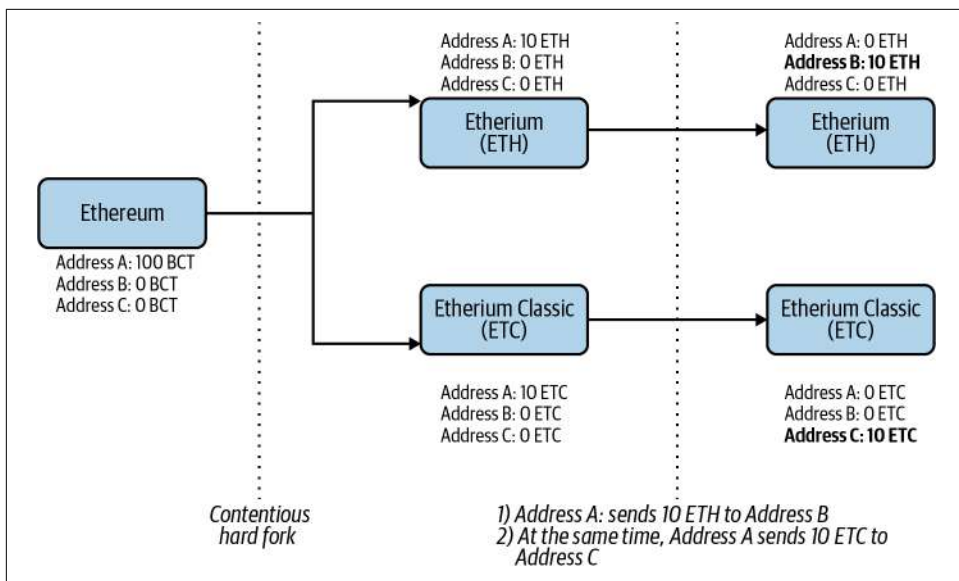 Address A: 10 ETH
Address B: 0 ETH
Address C: 0 ETH
Etherium
(ETH)
Address A: 0 ETH
Address B: 10 ETH
Address C: 0 ETH
Etherium
(ETH)
Ethereum
Address A: 100 BCT
Address B: 0 BCT
Address C: 0 BCT
Etherium Classic
(ETC)
Address A: 10 ETC
Address B: 0 ETC
Address C: 0 ETC
Etherium Classic
(ETC)
Address A: 0 ETC
Address B: 0 ETC
Address C: 10 ETC
Contentious
hard fork
1) Address A: sends 10 ETH to Address B
2) At the same time, Address A sends 10 ETC to
Address C